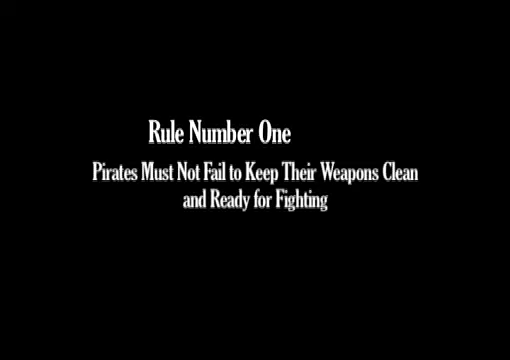 Rule Number One
Pirates Must Not Fail to Keep Their Weapons Clean
and Ready for Fighting